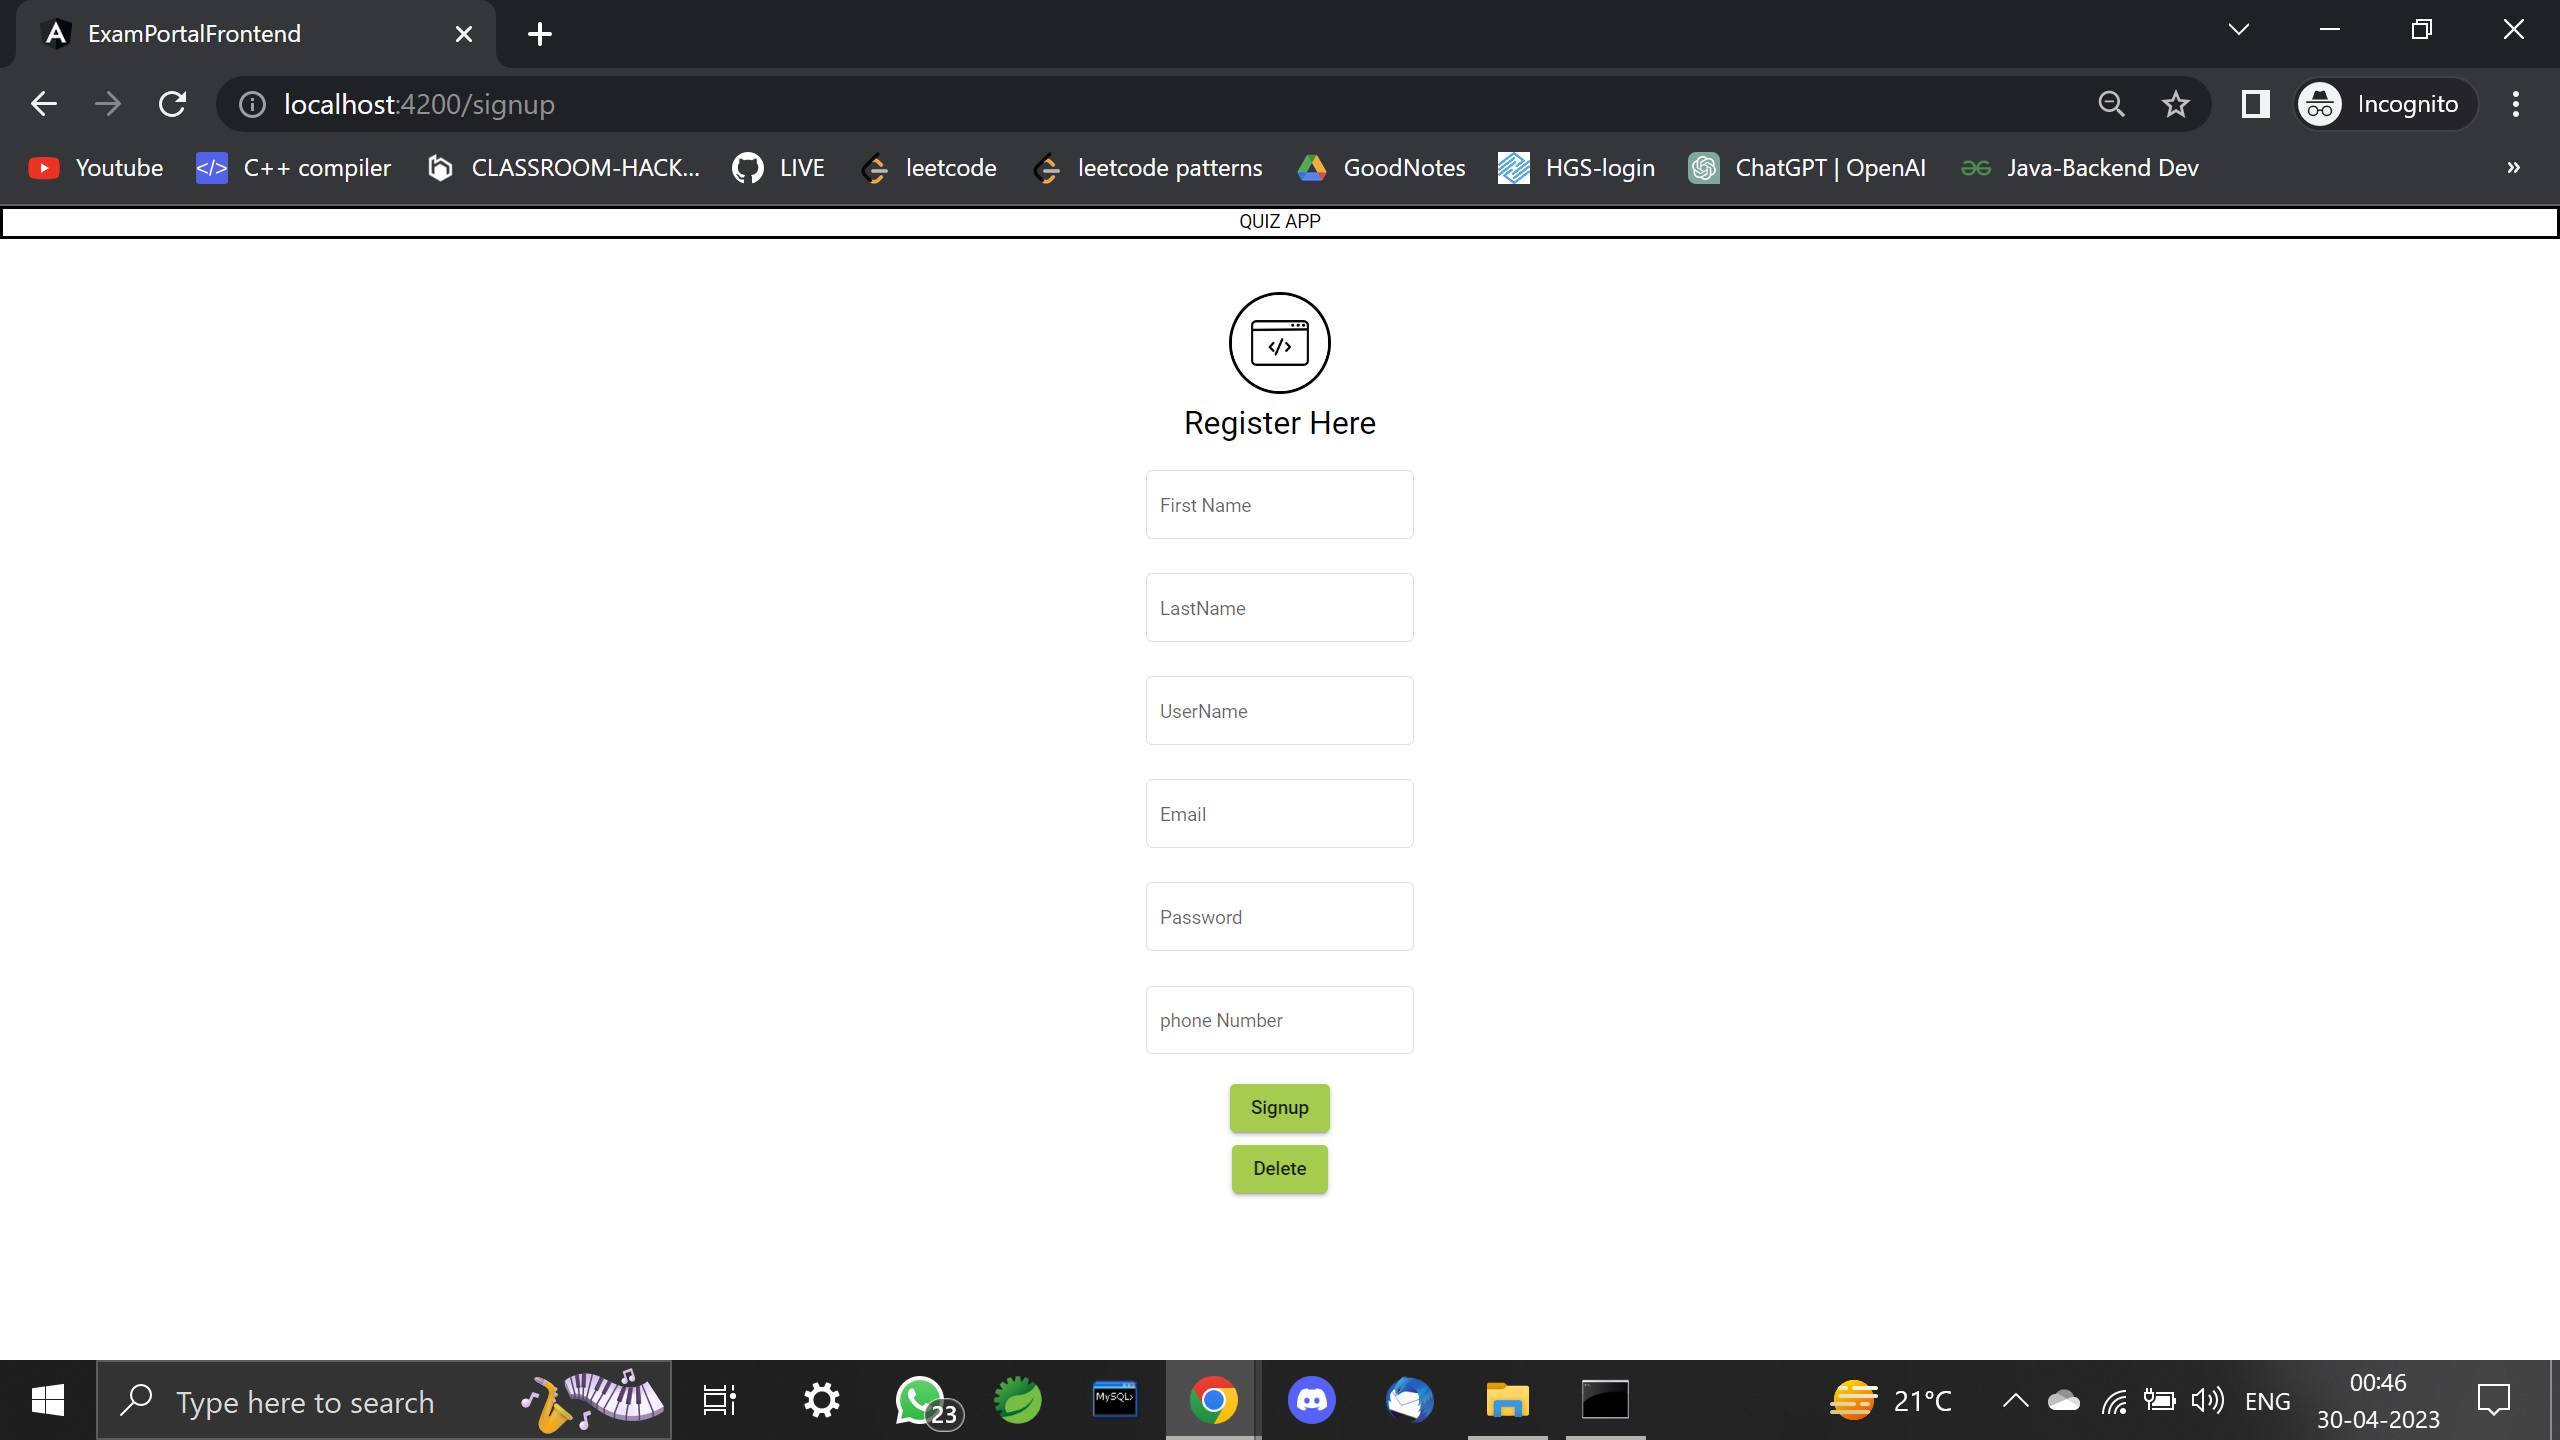 ExamPortalFrontend
localhost:4200/signup
Incognito
Youtube
C++ compiler
CLASSROOM-HACK...
LIVE
leetcode
leetcode patterns
GoodNotes
HGS-login
ChatGPT | OpenAI
Java-Backend Dev
»
QUIZ APP
</>
Register Here
First Name
LastName
UserName
Email
Password
phone Number
Signup
Delete
Type here to search
23
MySQL>
21°C
ENG
00:46
30-04-2023